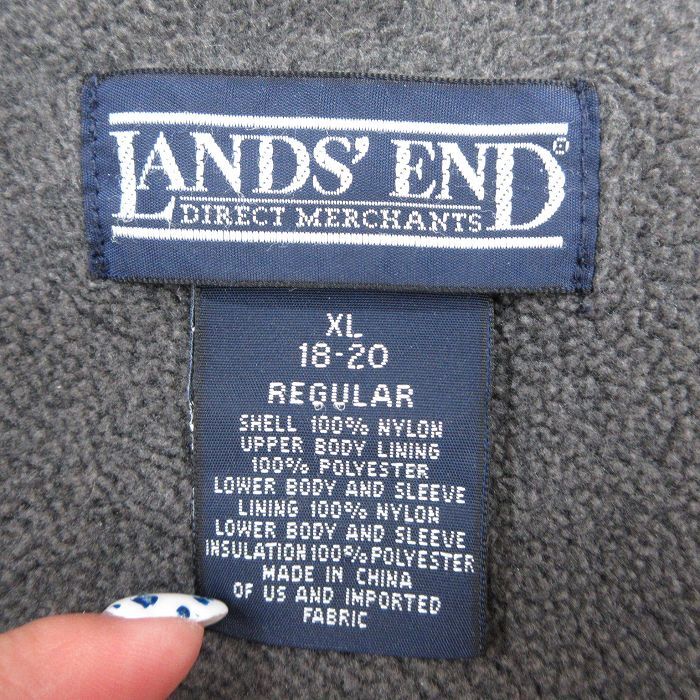 LANDS' END®
DIRECT MERCHANTS
XL
18-20
REGULAR
SHELL 100% NYLON
UPPER BODY LINING
100% POLYESTER
LOWER BODY AND SLEEVE
LINING 100% NYLON
LOWER BODY AND SLEEVE
INSULATION 100% POLYESTER
MADE IN CHINA
OF US AND IMPORTED
FABRIC